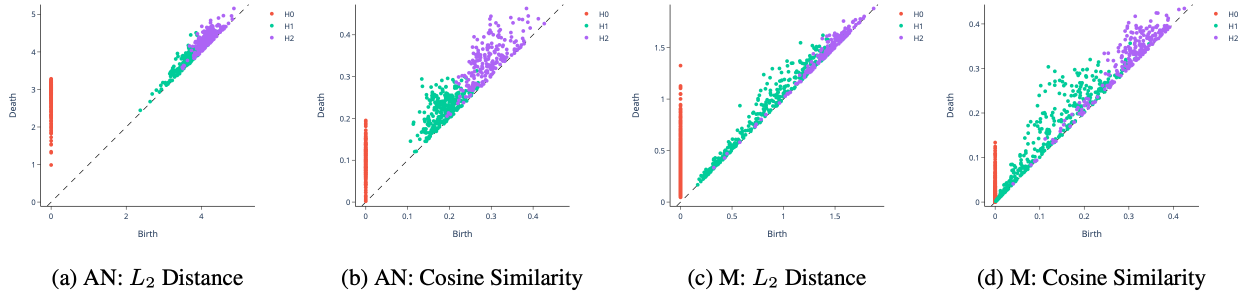 5
4
3
2
1
0
0
2
4
Death
Birth
H0
H1
H2
(a) AN: L₂ Distance
0.4
0.3
0.2
0.1
0
0
0.1
0.2
0.3
0.4
Death
Birth
H0
H1
H2
(b) AN: Cosine Similarity
1.5
1
0.5
0
0
0.5
1
1.5
Death
Birth
H0
H1
H2
(c) M: L₂ Distance
0.4
0.3
0.2
0.1
0
0
0.1
0.2
0.3
0.4
Death
Birth
H0
H1
H2
(d) M: Cosine Similarity